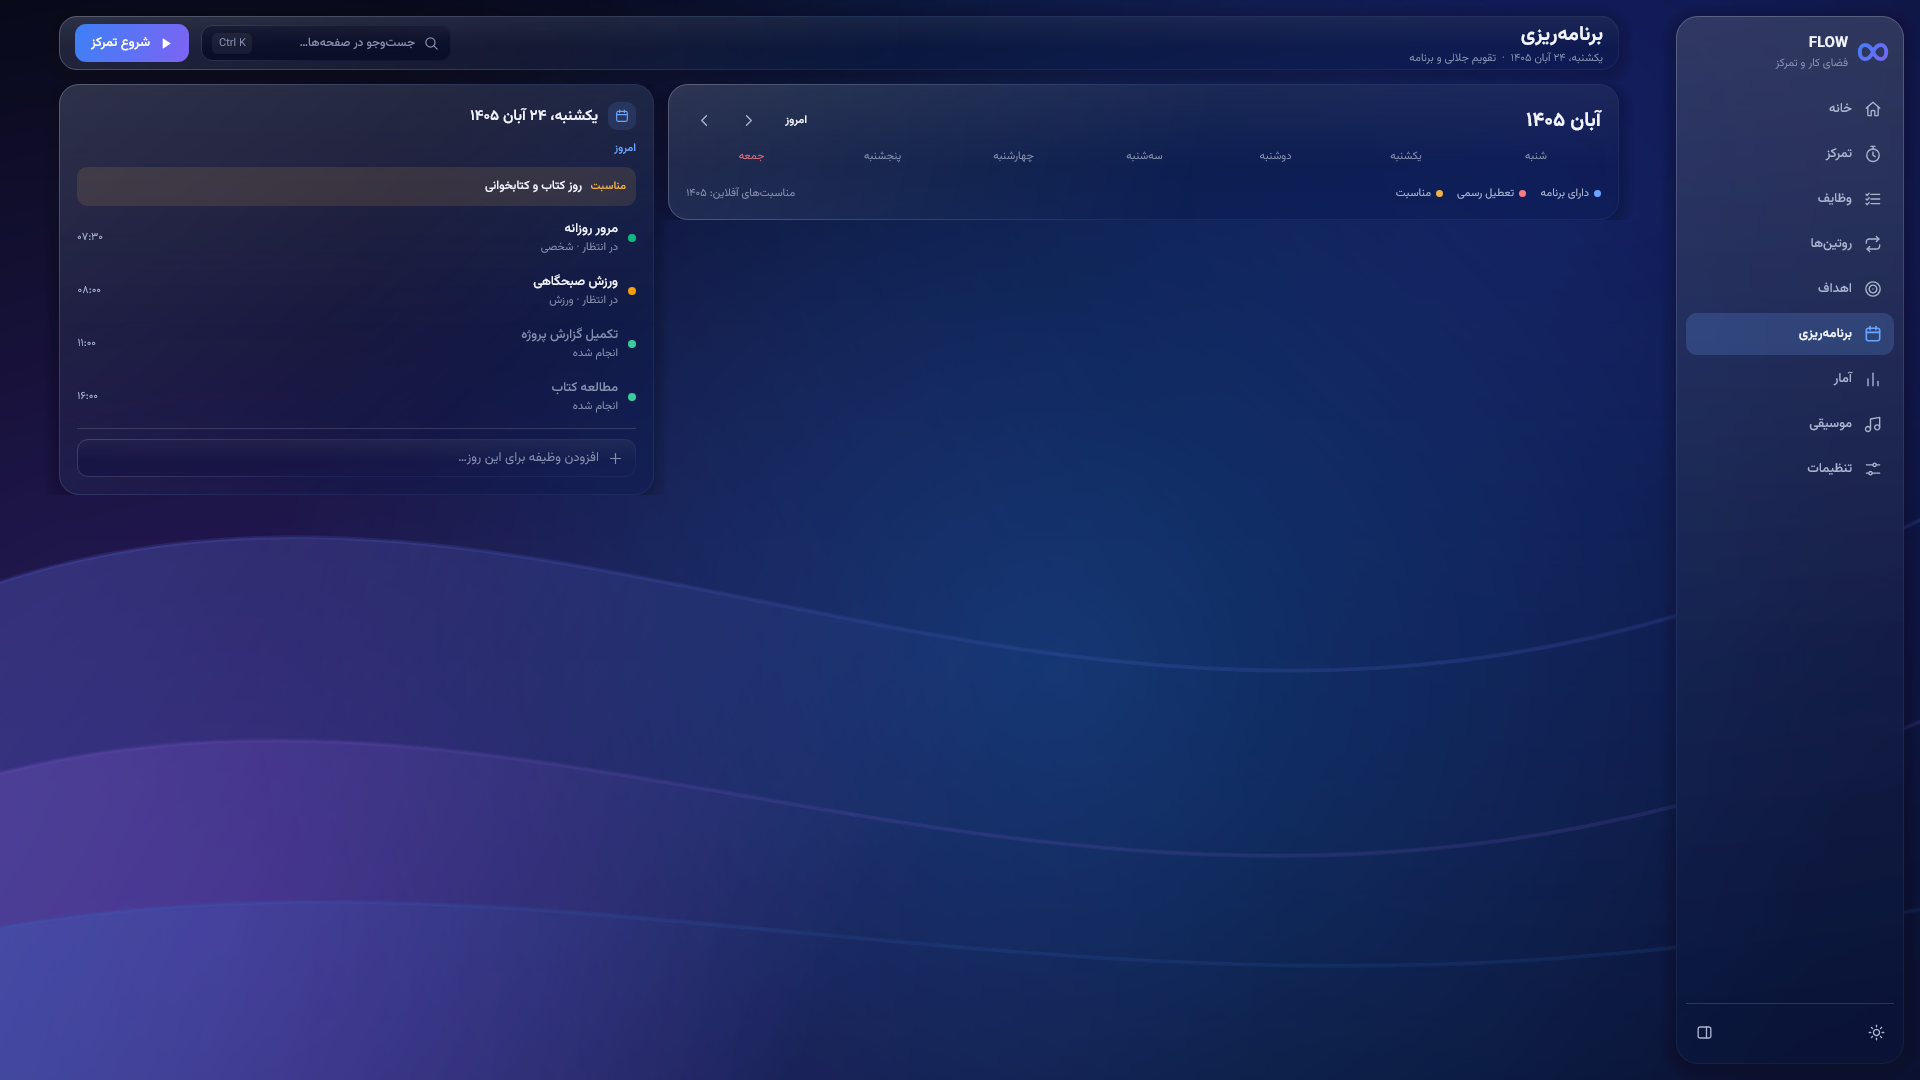 FLOW
فضای کار و تمرکز
خانه
تمرکز
وظایف
روتین‌ها
اهداف
برنامه‌ریزی
آمار
موسیقی
تنظیمات
برنامه‌ریزی
یکشنبه، ۲۴ آبان ۱۴۰۵ · تقویم جلالی و برنامه
جست‌وجو در صفحه‌ها…
Ctrl K
شروع تمرکز
آبان ۱۴۰۵
امروز
شنبه یکشنبه دوشنبه سه‌شنبه چهارشنبه پنجشنبه جمعه
دارای برنامه تعطیل رسمی مناسبت
مناسبت‌های آفلاین: ۱۴۰۵
یکشنبه، ۲۴ آبان ۱۴۰۵
امروز
مناسبت روز کتاب و کتابخوانی
مرور روزانه
در انتظار · شخصی
۰۷:۳۰
ورزش صبحگاهی
در انتظار · ورزش
۰۸:۰۰
تکمیل گزارش پروژه
انجام شده
۱۱:۰۰
مطالعه کتاب
انجام شده
۱۶:۰۰
افزودن وظیفه برای این روز…